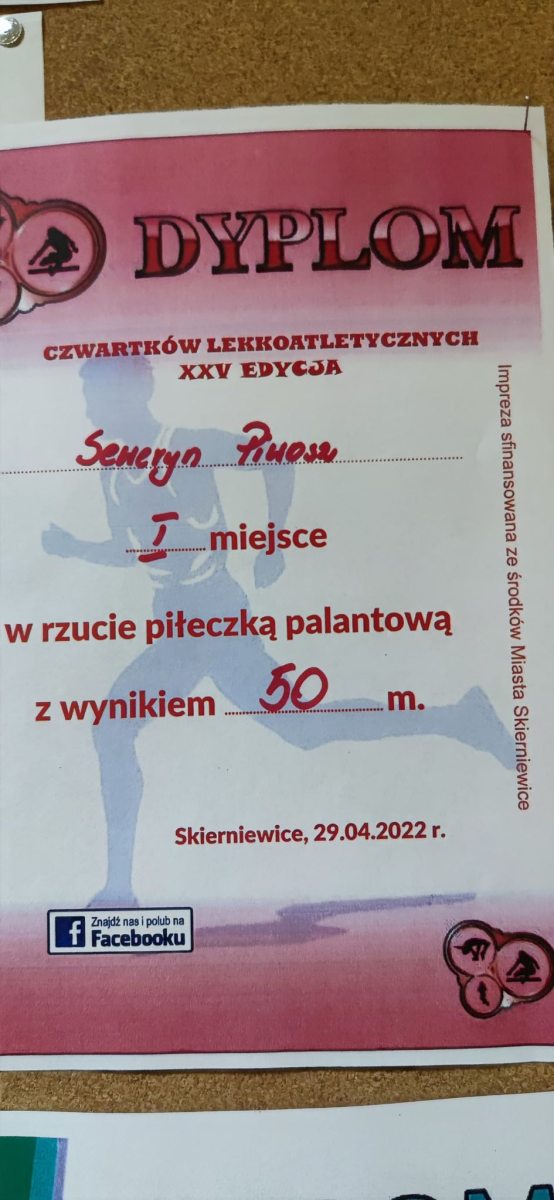 DYPLOM
CZWARTKÓW LEKKOATLETYCZNYCH
XXV EDYCJA
Seweryn
I miejsce
w rzucie piłeczką palantową
z wynikiem 50 m.
Skierniewice, 29.04.2022 r.
Znajdź nas i polub na
Facebooku
Impreza sfinansowana ze środków Miasta Skierniewice